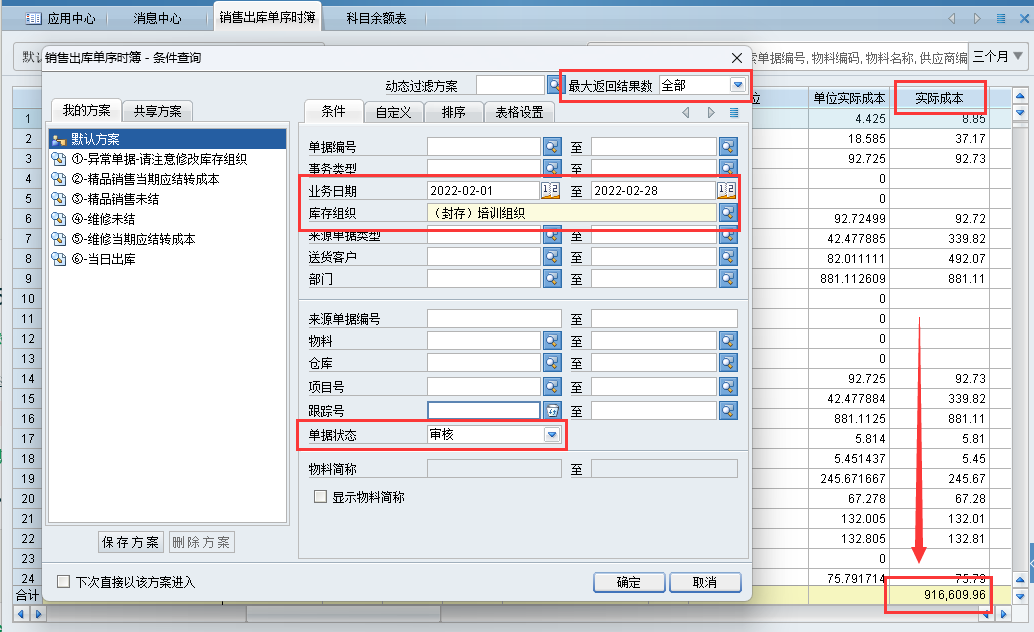 应用中心 消息中心 销售出库单序时簿 科目余额表
默
销售出库单序时簿 - 条件查询
单据编号, 物料编码, 物料名称, 供应商编 三个月
动态过滤方案 最大返回结果数 全部
我的方案 共享方案
条件 自定义 排序 表格设置
默认方案
①-异常单据-请注意修改库存组织
②-精品销售当期应结转成本
③-精品销售未结
④-维修未结
⑤-维修当期应结转成本
⑥-当日出库
保存方案 删除方案
下次直接以该方案进入
单据编号 至
事务类型 至
业务日期 2022-02-01 至 2022-02-28
库存组织 （封存）培训组织
来源单据类型 至
送货客户 至
部门 至
来源单据编号 至
物料 至
仓库 至
项目号 至
跟踪号 至
单据状态 审核
物料简称 至
显示物料简称
确定 取消
位 单位实际成本 实际成本
1 4.425 8.85
2 18.585 37.17
3 92.725 92.73
4 0
5 0
6 92.72499 92.72
7 42.477885 339.82
8 82.011111 492.07
9 881.112609 881.11
10 0
11 0
12 0
13 0
14 92.725 92.73
15 42.477884 339.82
16 881.1125 881.11
17 5.814 5.81
18 5.451437 5.45
19 245.671667 245.67
20 67.278 67.28
21 132.005 132.01
22 132.805 132.81
23 0
24 75.791714 75.79
合计 916,609.96